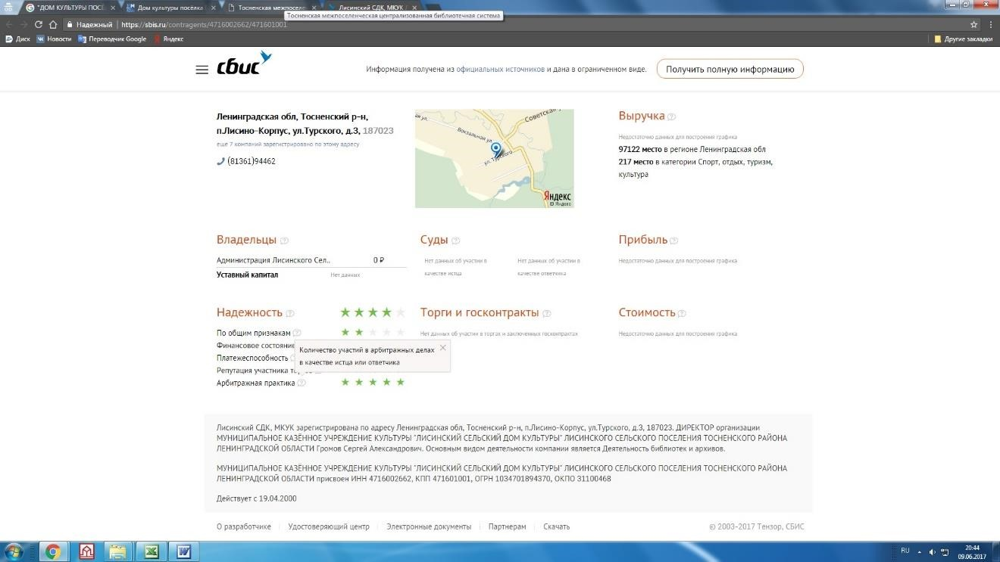 "ДОМ КУЛЬТУРЫ ПОСЁ
Дом культуры посёлка
Тосненская межпоселе
Лисинский СДК, МКУК /
Тосненская межпоселенческая централизованная библиотечная система
Надежный
https://sbis.ru/contragents/4716002662/471601001
Диск
Новости
Переводчик Google
Яндекс
Другие закладки
сбис
Информация получена из официальных источников и дана в ограниченном виде.
Получить полную информацию
Ленинградская обл, Тосненский р-н,
п.Лисино-Корпус, ул.Турского, д.3, 187023
ещё 7 компаний зарегистрировано по этому адресу
(81361)94462
Советская
Вокзальная ул.
ул. Турского
Яндекс
© Яндекс
Выручка
Недостаточно данных для построения графика
97122 место в регионе Ленинградская обл
217 место в категории Спорт, отдых, туризм,
культура
Владельцы
Администрация Лисинского Сел.. 0 ₽
Уставный капитал Нет данных
Суды
Нет данных об участии в
качестве истца
Нет данных об участии в
качестве ответчика
Прибыль
Недостаточно данных для построения графика
Надежность
По общим признакам
Финансовое состояние
Платежеспособность
Репутация участника
Арбитражная практика
Количество участий в арбитражных делах
в качестве истца или ответчика
Торги и госконтракты
Нет данных об участии в торгах и заключенных госконтрактах
Стоимость
Недостаточно данных для построения графика
Лисинский СДК, МКУК зарегистрирована по адресу Ленинградская обл, Тосненский р-н, п.Лисино-Корпус, ул.Турского, д.3, 187023. ДИРЕКТОР организации
МУНИЦИПАЛЬНОЕ КАЗЁННОЕ УЧРЕЖДЕНИЕ КУЛЬТУРЫ "ЛИСИНСКИЙ СЕЛЬСКИЙ ДОМ КУЛЬТУРЫ" ЛИСИНСКОГО СЕЛЬСКОГО ПОСЕЛЕНИЯ ТОСНЕНСКОГО РАЙОНА
ЛЕНИНГРАДСКОЙ ОБЛАСТИ Громов Сергей Александрович. Основным видом деятельности компании является Деятельность библиотек и архивов.
МУНИЦИПАЛЬНОЕ КАЗЁННОЕ УЧРЕЖДЕНИЕ КУЛЬТУРЫ "ЛИСИНСКИЙ СЕЛЬСКИЙ ДОМ КУЛЬТУРЫ" ЛИСИНСКОГО СЕЛЬСКОГО ПОСЕЛЕНИЯ ТОСНЕНСКОГО РАЙОНА
ЛЕНИНГРАДСКОЙ ОБЛАСТИ присвоен ИНН 4716002662, КПП 471601001, ОГРН 1034701894370, ОКПО 31100468
Действует с 19.04.2000
О разработчике
Удостоверяющий центр
Электронные документы
Партнерам
Скачать
© 2003-2017 Тензор, СБИС
RU
20:44
09.06.2017